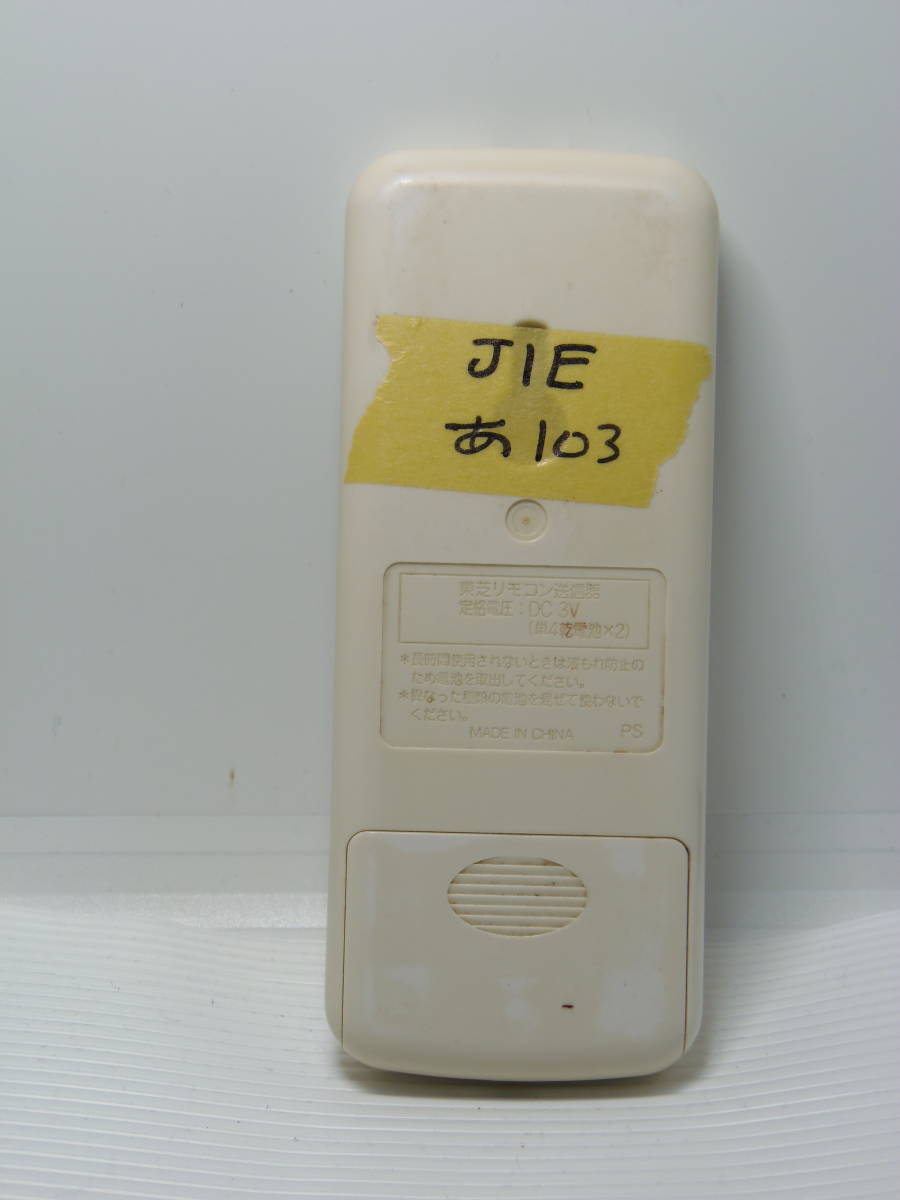 J1E
あ103
東芝リモコン送信器
定格電圧：DC 3V
(単4乾電池×2)
*長期間使用されないときは液もれ防止の
ため電池を取出してください。
*異なった種類の電池を混ぜて使わないで
ください。
MADE IN CHINA PS